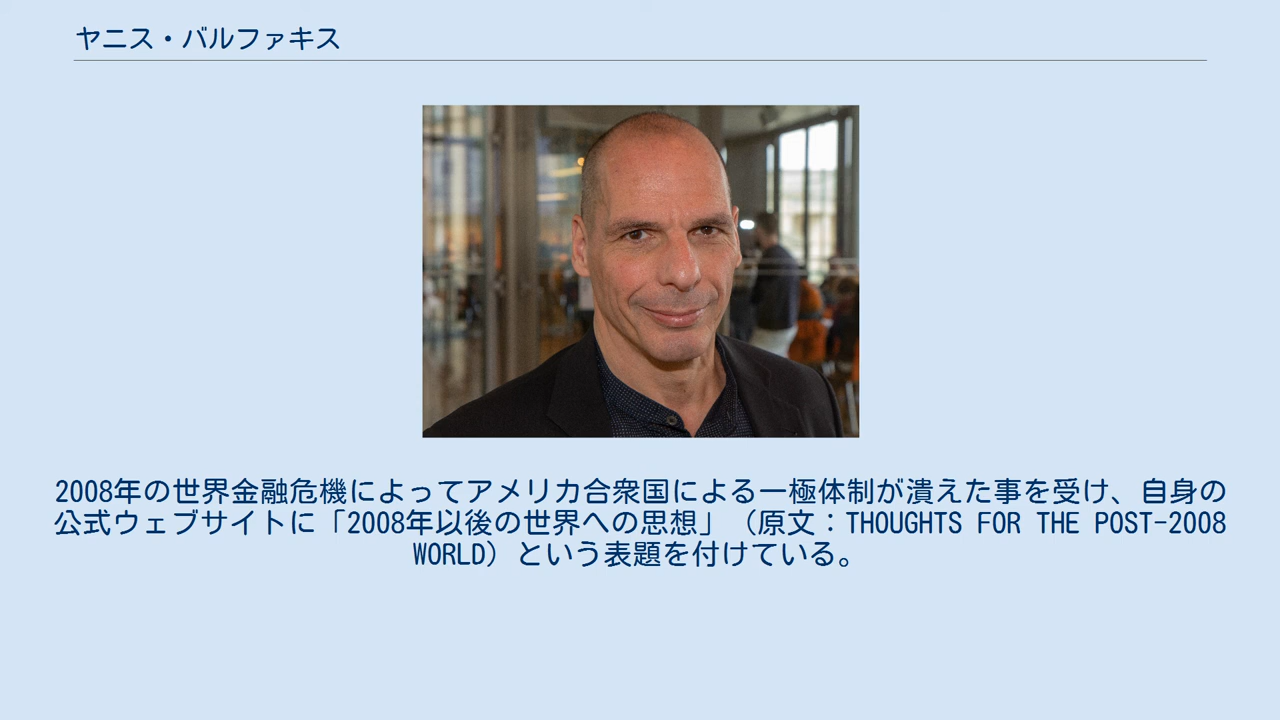 ヤニス・バルファキス
2008年の世界金融危機によってアメリカ合衆国による一極体制が潰えた事を受け、自身の
公式ウェブサイトに「2008年以後の世界への思想」（原文：THOUGHTS FOR THE POST-2008
WORLD）という表題を付けている。